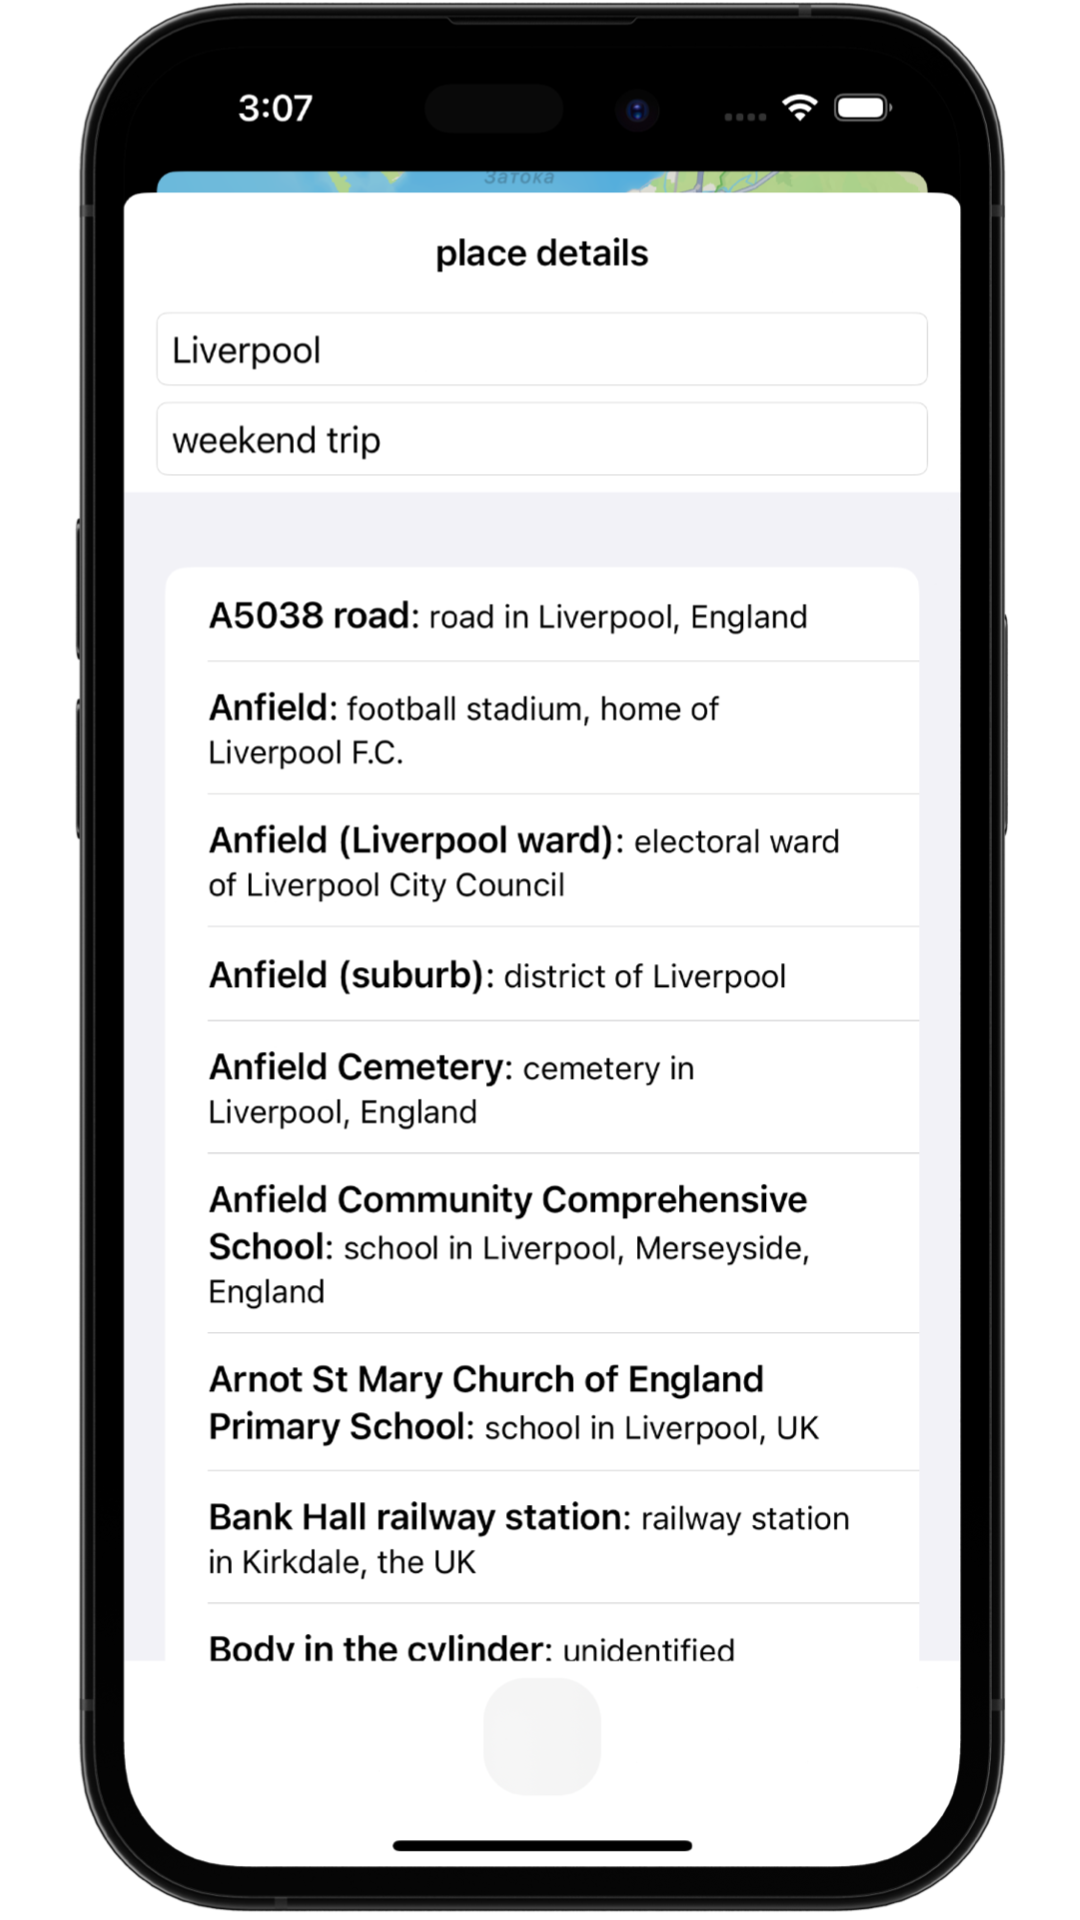 3:07
Затока
place details
Liverpool
weekend trip
A5038 road: road in Liverpool, England
Anfield: football stadium, home of
Liverpool F.C.
Anfield (Liverpool ward): electoral ward
of Liverpool City Council
Anfield (suburb): district of Liverpool
Anfield Cemetery: cemetery in
Liverpool, England
Anfield Community Comprehensive
School: school in Liverpool, Merseyside,
England
Arnot St Mary Church of England
Primary School: school in Liverpool, UK
Bank Hall railway station: railway station
in Kirkdale, the UK
Body in the cylinder: unidentified